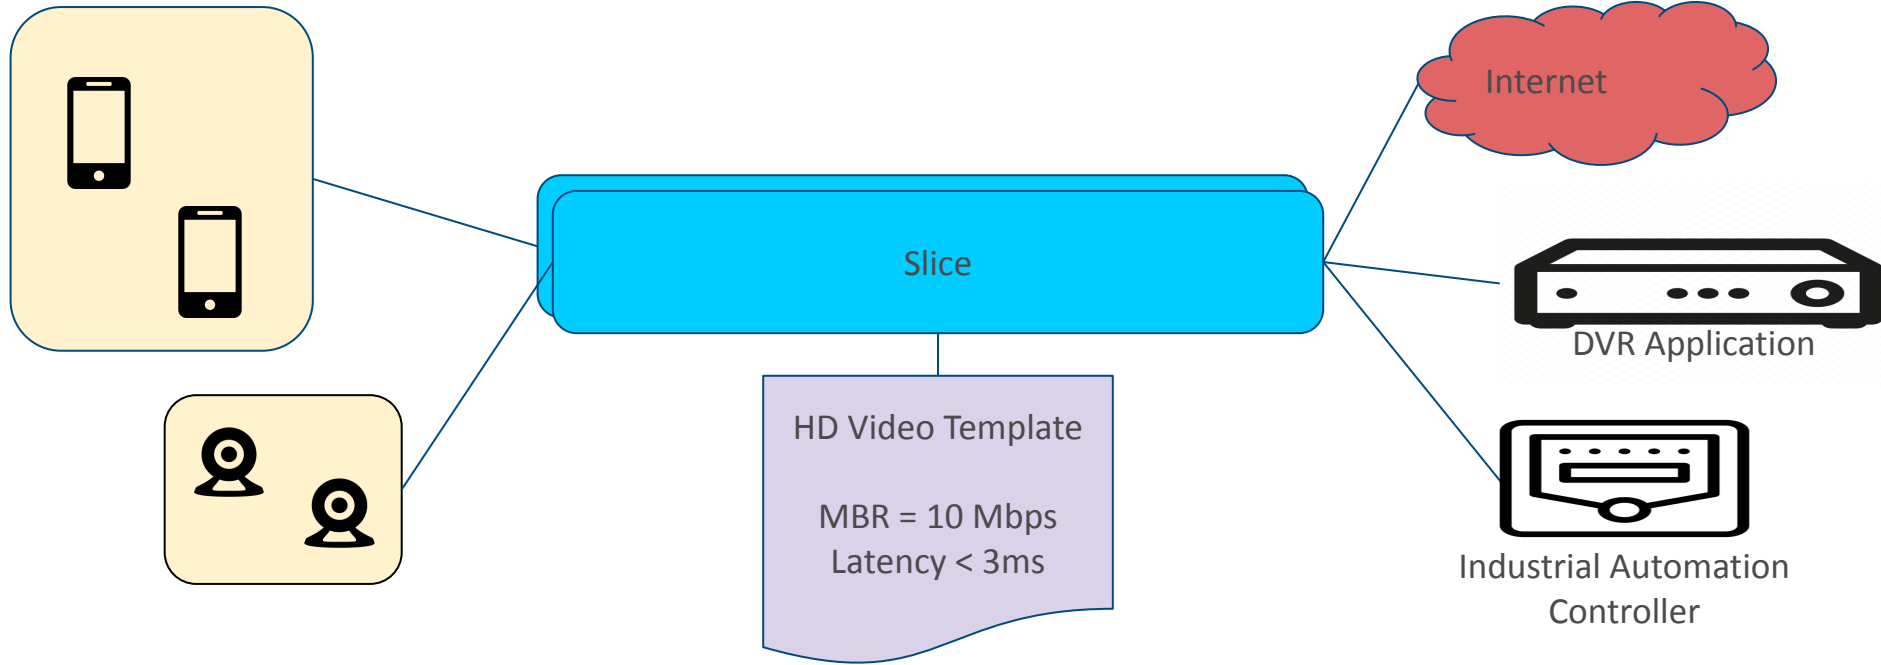 Internet
Slice
DVR Application
HD Video Template
MBR = 10 Mbps
Latency < 3ms
Industrial Automation
Controller